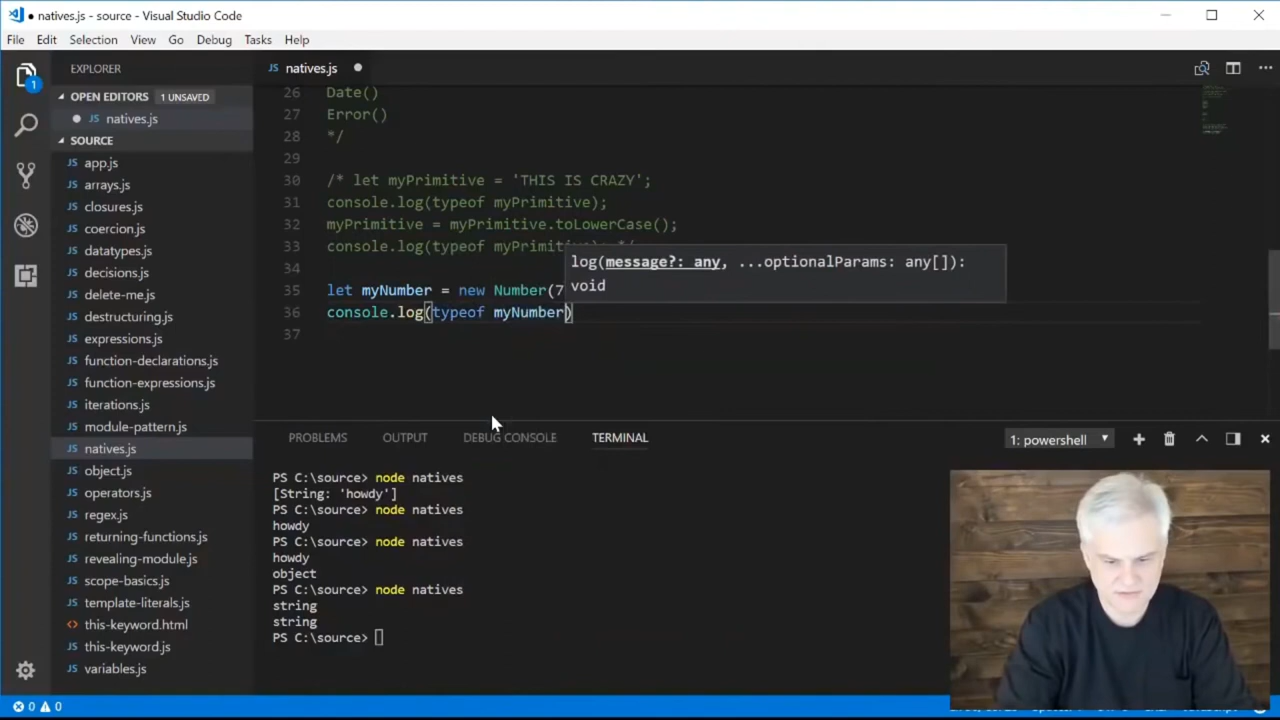 natives.js - source - Visual Studio Code
File Edit Selection View Go Debug Tasks Help
EXPLORER
JS natives.js
OPEN EDITORS 1 UNSAVED
1
JS natives.js
SOURCE
JS app.js
JS arrays.js
JS closures.js
JS coercion.js
JS datatypes.js
JS decisions.js
JS delete-me.js
JS destructuring.js
JS expressions.js
JS function-declarations.js
JS function-expressions.js
JS iterations.js
JS module-pattern.js
JS natives.js
JS object.js
JS operators.js
JS regex.js
JS returning-functions.js
JS revealing-module.js
JS scope-basics.js
JS template-literals.js
<> this-keyword.html
JS this-keyword.js
JS variables.js
26 Date()
27 Error()
28 */
29
30 /* let myPrimitive = 'THIS IS CRAZY';
31 console.log(typeof myPrimitive);
32 myPrimitive = myPrimitive.toLowerCase();
33 console.log(typeof myPrimitive); */
34
35 let myNumber = new Number(7
36 console.log(typeof myNumber)
37
log(message?: any, ...optionalParams: any[]):
void
PROBLEMS OUTPUT DEBUG CONSOLE TERMINAL 1: powershell
PS C:\source> node natives
[String: 'howdy']
PS C:\source> node natives
howdy
PS C:\source> node natives
howdy
object
PS C:\source> node natives
string
string
PS C:\source>
0 0